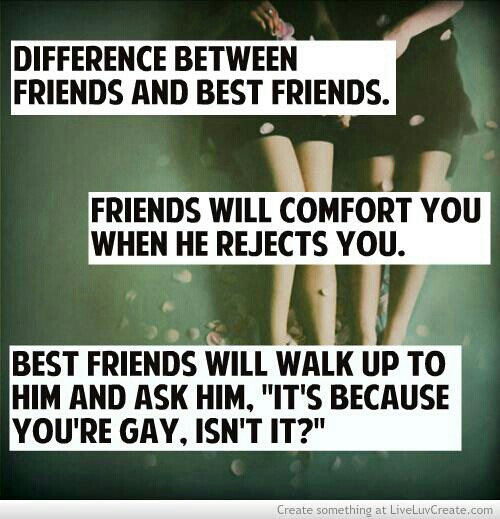 DIFFERENCE BETWEEN
FRIENDS AND BEST FRIENDS.
FRIENDS WILL COMFORT YOU
WHEN HE REJECTS YOU.
BEST FRIENDS WILL WALK UP TO
HIM AND ASK HIM, "IT'S BECAUSE
YOU'RE GAY, ISN'T IT?"
Create something at LiveLuvCreate.com